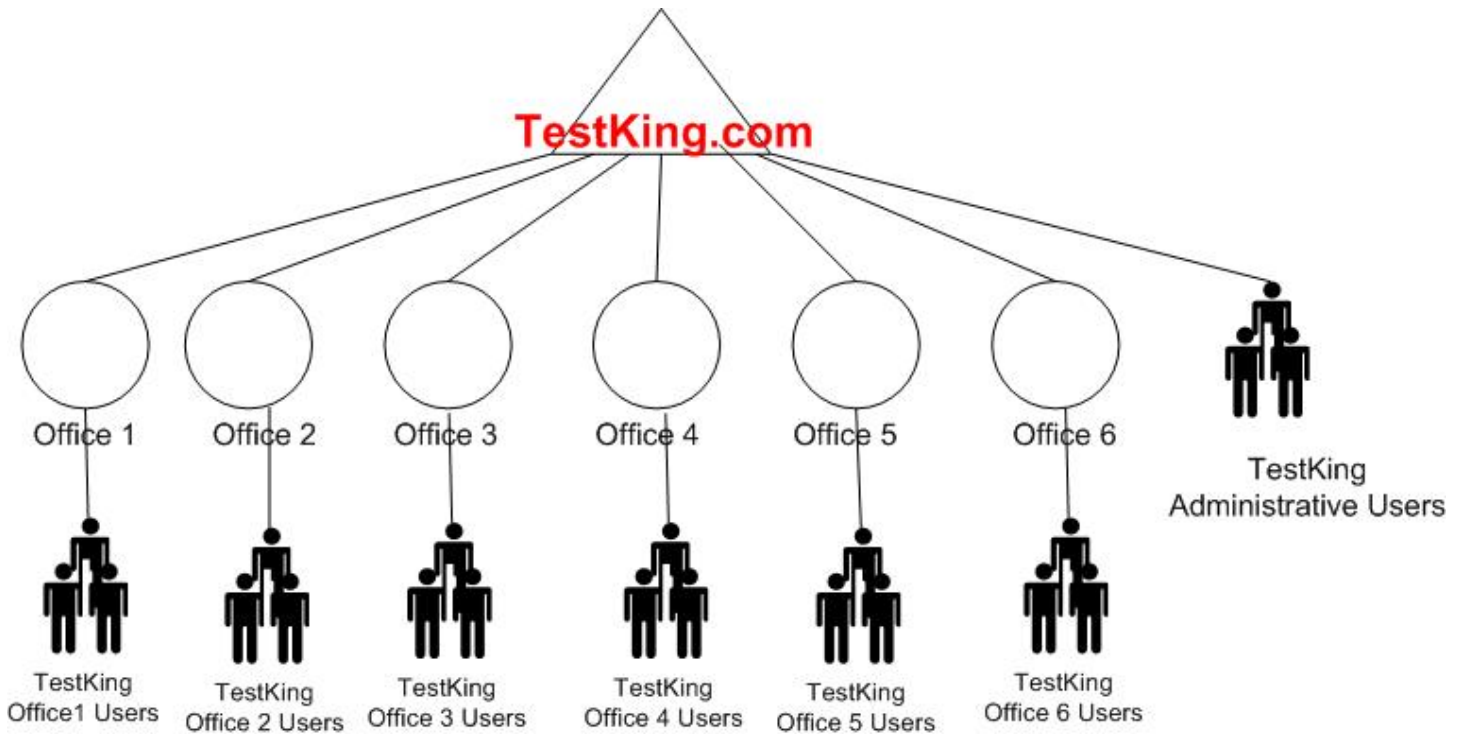 TestKing.com
Office 1
Office 2
Office 3
Office 4
Office 5
Office 6
TestKing
Administrative Users
TestKing
Office1 Users
TestKing
Office 2 Users
TestKing
Office 3 Users
TestKing
Office 4 Users
TestKing
Office 5 Users
TestKing
Office 6 Users